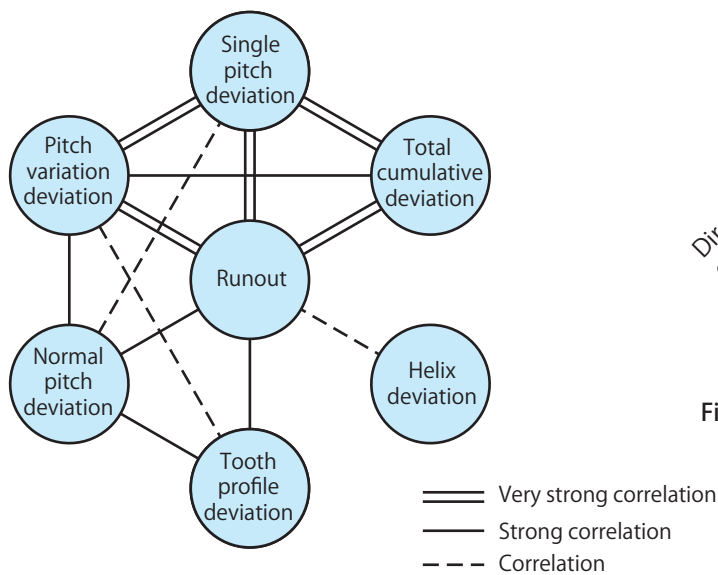 Single
pitch
deviation
Pitch
variation
deviation
Total
cumulative
deviation
Runout
Normal
pitch
deviation
Helix
deviation
Tooth
profile
deviation
Very strong correlation
Strong correlation
Correlation